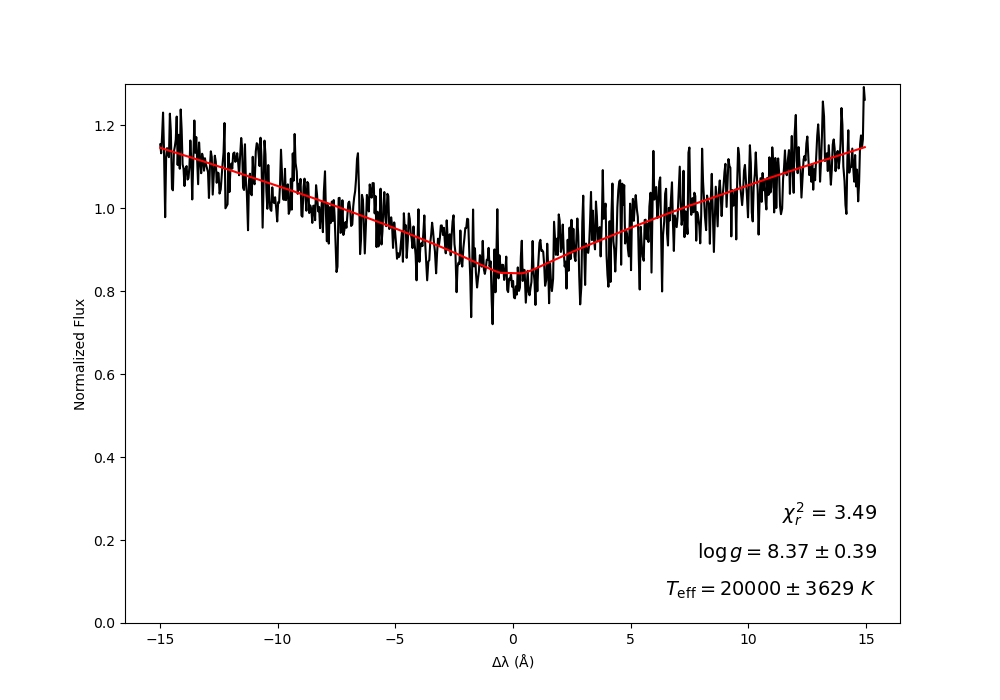 1.2
1.0
0.8
0.6
0.4
0.2
0.0
Normalized Flux
χ²ᵣ = 3.49
log g = 8.37 ± 0.39
T_eff = 20000 ± 3629 K
−15 −10 −5 0 5 10 15
Δλ (Å)